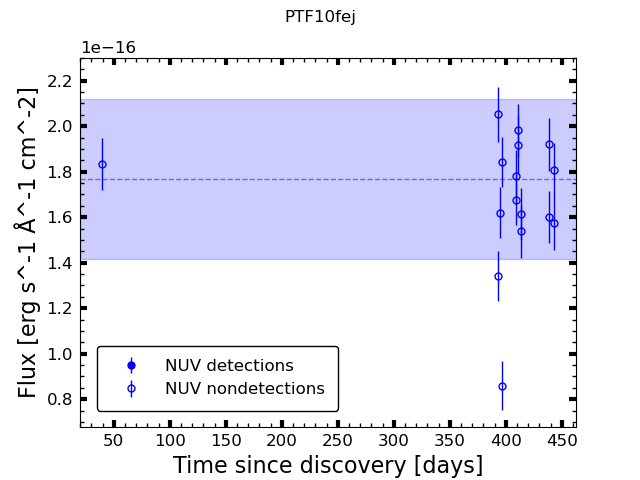 PTF10fej
1e−16
2.2
2.0
1.8
1.6
1.4
1.2
1.0
0.8
Flux [erg s^-1 Å^-1 cm^-2]
NUV detections
NUV nondetections
50 100 150 200 250 300 350 400 450
Time since discovery [days]